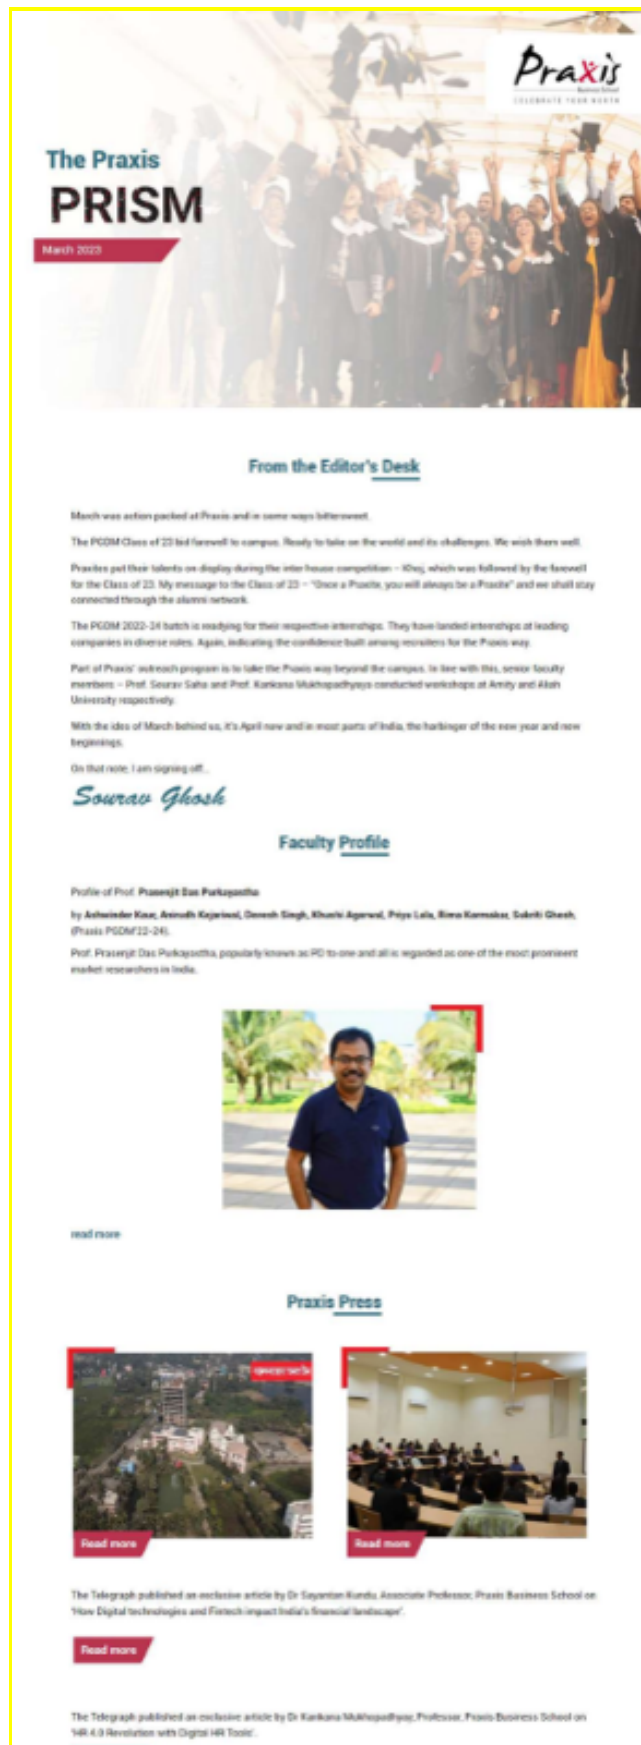 Praxis
Business School
CELEBRATE YOUR WORTH
The Praxis
PRISM
March 2023
From the Editor's Desk
March was action packed at Praxis and in some ways bittersweet.
The PGDM Class of 23 bid farewell to campus. Ready to take on the world and its challenges. We wish them well.
Praxites put their talents on display during the inter house competition – Khoj, which was followed by the farewell
for the Class of 23. My message to the Class of 23 – "Once a Praxite, you will always be a Praxite" and we shall stay
connected through the alumni network.
The PGDM 2022-24 batch is readying for their respective internships. They have landed internships at leading
companies in diverse roles. Again, indicating the confidence built among recruiters for the Praxis way.
Part of Praxis' outreach program is to take the Praxis way beyond the campus. In line with this, senior faculty
members – Prof. Sourav Saha and Prof. Kankana Mukhopadhyaya conducted workshops at Amity and Aliah
University respectively.
With the ides of March behind us, it's April now and in most parts of India, the harbinger of the new year and new
beginnings.
On that note, I am signing off...
Sourav Ghosh
Faculty Profile
Profile of Prof. Prasenjit Das Purkayastha
by Ashwinder Kaur, Anirudh Kejariwal, Devesh Singh, Khushi Agarwal, Priya Lala, Rima Karmakar, Sukriti Ghosh,
(Praxis PGDM'22-24).
Prof. Prasenjit Das Purkayastha, popularly known as PD to one and all is regarded as one of the most prominent
market researchers in India.
read more
Praxis Press
Read more
Read more
The Telegraph published an exclusive article by Dr Sayantan Kundu, Associate Professor, Praxis Business School on
'How Digital technologies and Fintech impact India's financial landscape'.
Read more
The Telegraph published an exclusive article by Dr Kankana Mukhopadhyay, Professor, Praxis Business School on
'HR 4.0 Revolution with Digital HR Tools'.